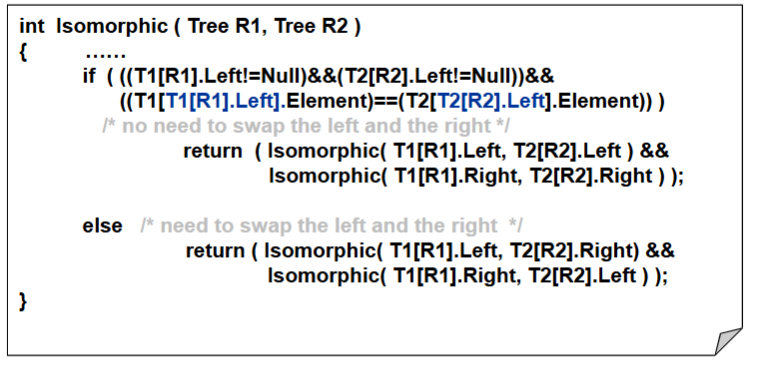 int Isomorphic ( Tree R1, Tree R2 )
{ ……
if ( ((T1[R1].Left!=Null)&&(T2[R2].Left!=Null))&&
((T1[T1[R1].Left].Element)==(T2[T2[R2].Left].Element)) )
/* no need to swap the left and the right */
return ( Isomorphic( T1[R1].Left, T2[R2].Left ) &&
Isomorphic( T1[R1].Right, T2[R2].Right ) );
else /* need to swap the left and the right */
return ( Isomorphic( T1[R1].Left, T2[R2].Right) &&
Isomorphic( T1[R1].Right, T2[R2].Left ) );
}